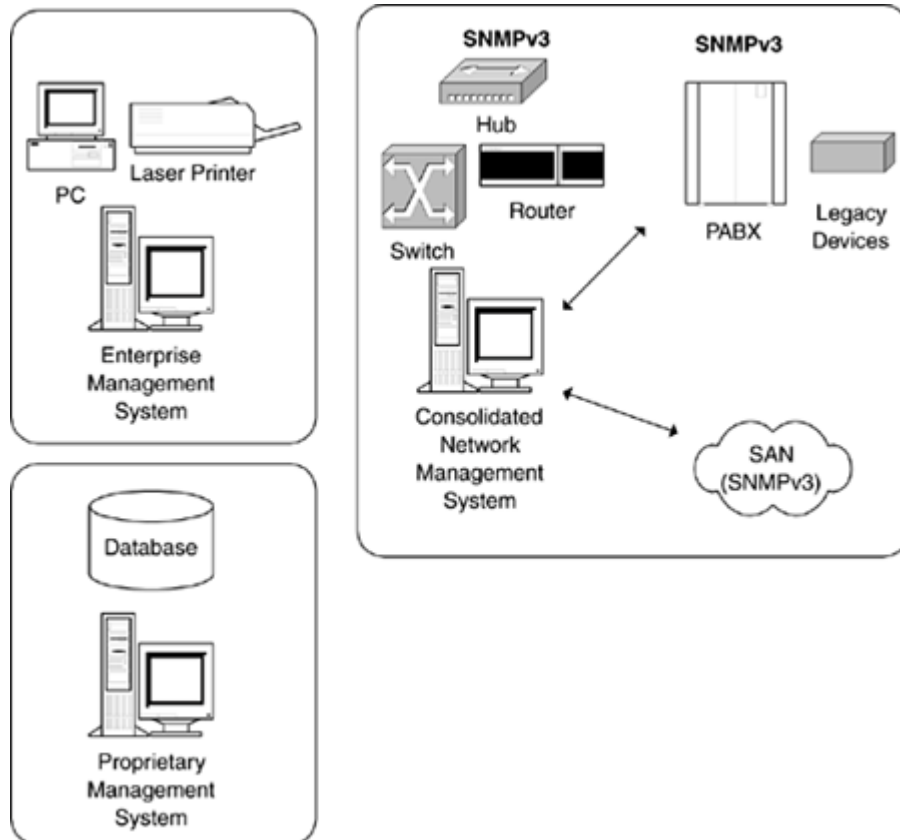 PC
Laser Printer
Enterprise
Management
System
Database
Proprietary
Management
System
SNMPv3
Hub
Switch
Router
Consolidated
Network
Management
System
SNMPv3
PABX
Legacy
Devices
SAN
(SNMPv3)